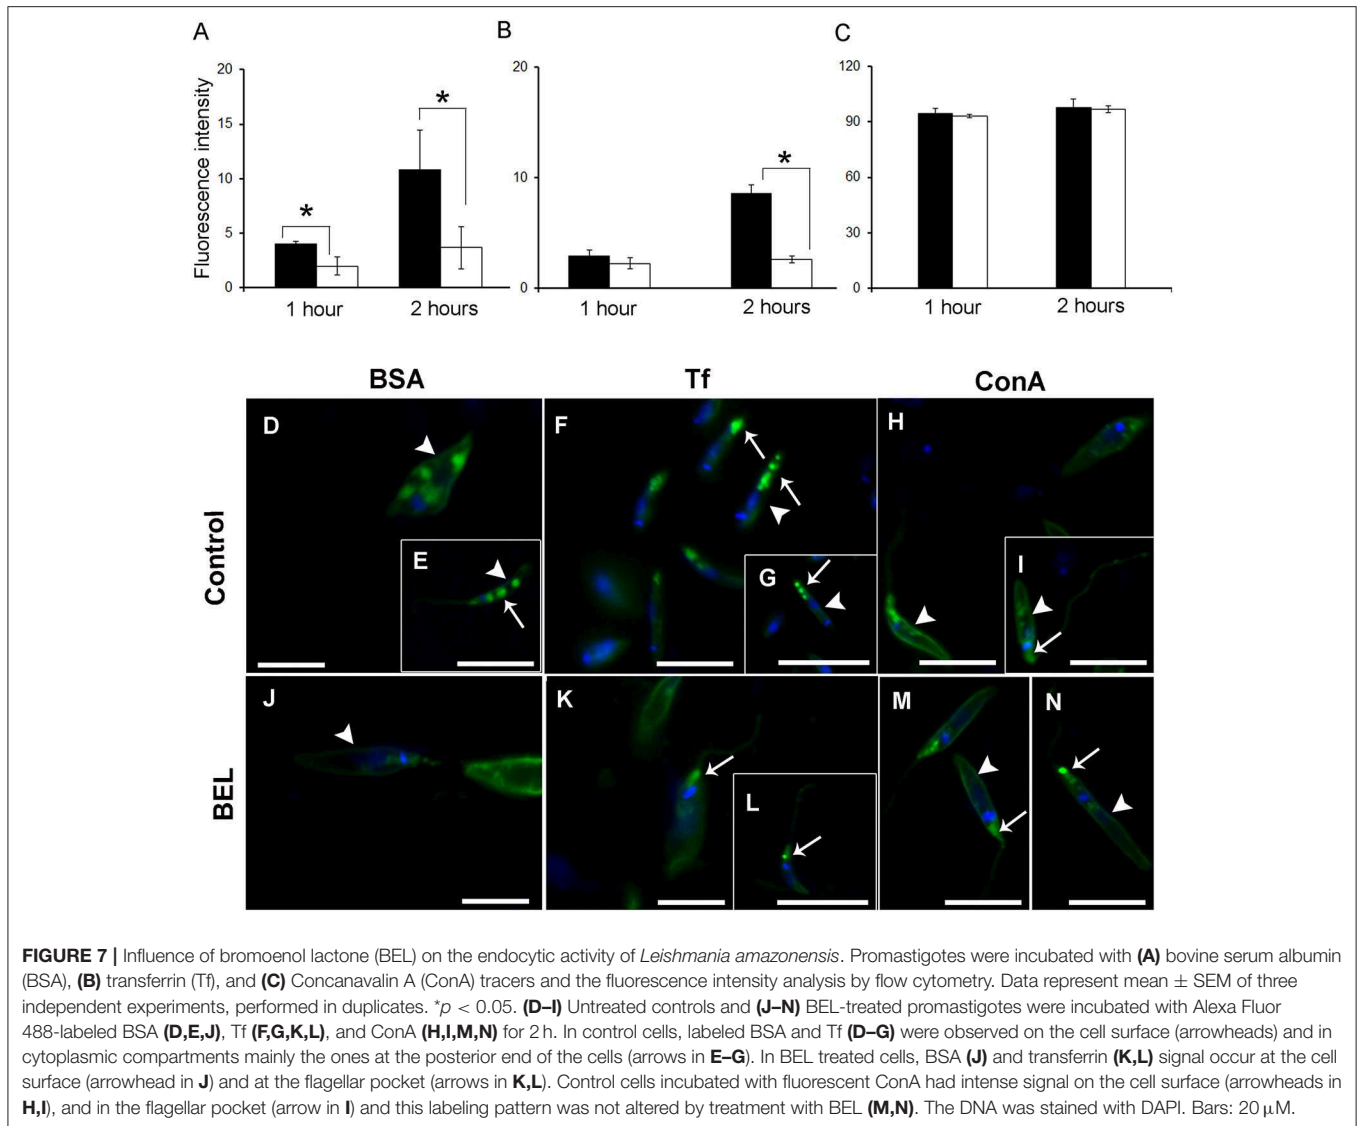 A
B
C
20
15
10
5
0
Fluorescence intensity
*
*
1 hour
2 hours
20
10
0
*
1 hour
2 hours
120
90
60
30
0
1 hour
2 hours
BSA
Tf
ConA
Control
D
E
F
G
H
I
BEL
J
K
L
M
N
FIGURE 7 | Influence of bromoenol lactone (BEL) on the endocytic activity of Leishmania amazonensis. Promastigotes were incubated with (A) bovine serum albumin
(BSA), (B) transferrin (Tf), and (C) Concanavalin A (ConA) tracers and the fluorescence intensity analysis by flow cytometry. Data represent mean ± SEM of three
independent experiments, performed in duplicates. *p < 0.05. (D–I) Untreated controls and (J–N) BEL-treated promastigotes were incubated with Alexa Fluor
488-labeled BSA (D,E,J), Tf (F,G,K,L), and ConA (H,I,M,N) for 2 h. In control cells, labeled BSA and Tf (D–G) were observed on the cell surface (arrowheads) and in
cytoplasmic compartments mainly the ones at the posterior end of the cells (arrows in E–G). In BEL treated cells, BSA (J) and transferrin (K,L) signal occur at the cell
surface (arrowhead in J) and at the flagellar pocket (arrows in K,L). Control cells incubated with fluorescent ConA had intense signal on the cell surface (arrowheads in
H,I), and in the flagellar pocket (arrow in I) and this labeling pattern was not altered by treatment with BEL (M,N). The DNA was stained with DAPI. Bars: 20 μM.